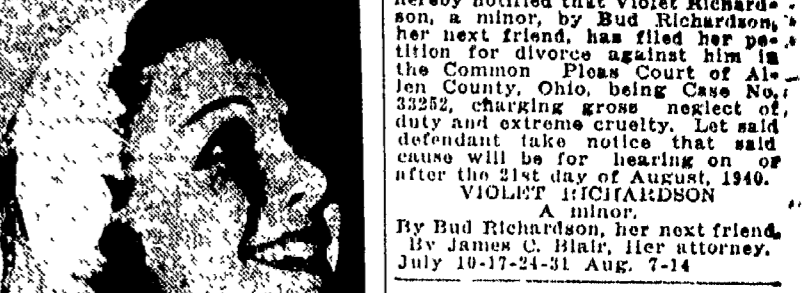 hereby notified that Violet Richard-
son, a minor, by Bud Richardson,
her next friend, has filed her pe-
tition for divorce against him in
the Common Pleas Court of Al-
len County, Ohio, being Case No.
33252, charging gross neglect of
duty and extreme cruelty. Let said
defendant take notice that said
cause will be for hearing on or
after the 21st day of August, 1940.
VIOLET RICHARDSON
A minor.
By Bud Richardson, her next friend.
By James C. Blair, Her attorney.
July 10-17-24-31 Aug. 7-14